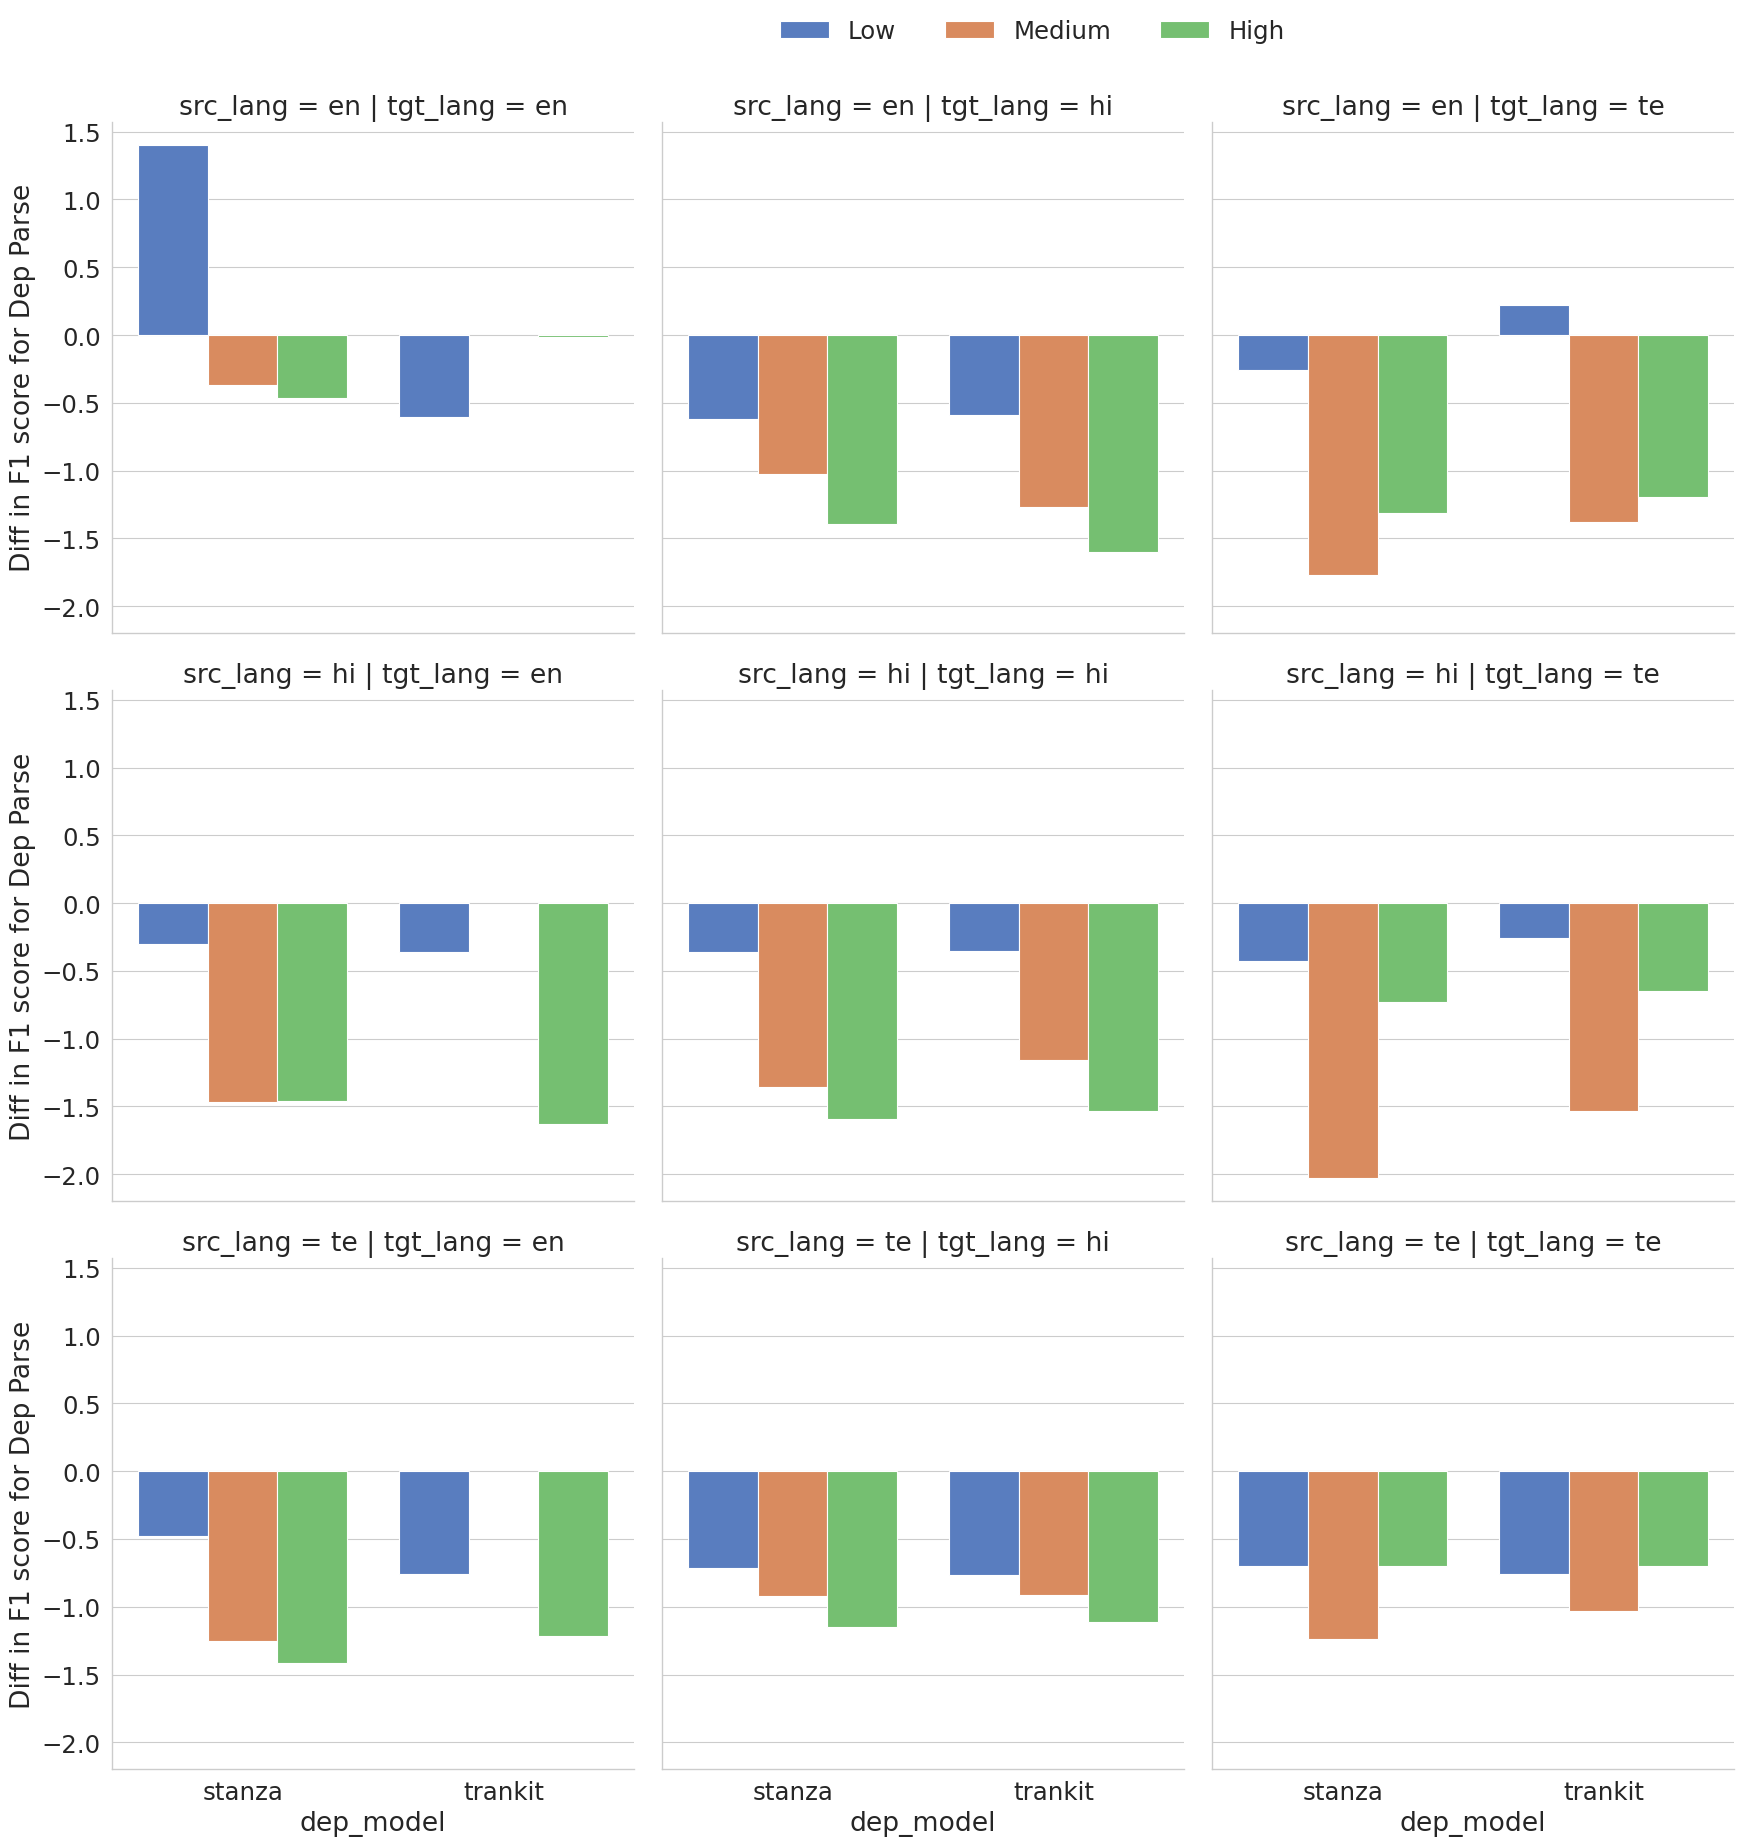 Low Medium High
src_lang = en | tgt_lang = en
src_lang = en | tgt_lang = hi
src_lang = en | tgt_lang = te
Diff in F1 score for Dep Parse
1.5
1.0
0.5
0.0
−0.5
−1.0
−1.5
−2.0
src_lang = hi | tgt_lang = en
src_lang = hi | tgt_lang = hi
src_lang = hi | tgt_lang = te
Diff in F1 score for Dep Parse
1.5
1.0
0.5
0.0
−0.5
−1.0
−1.5
−2.0
src_lang = te | tgt_lang = en
src_lang = te | tgt_lang = hi
src_lang = te | tgt_lang = te
Diff in F1 score for Dep Parse
1.5
1.0
0.5
0.0
−0.5
−1.0
−1.5
−2.0
stanza trankit
dep_model
stanza trankit
dep_model
stanza trankit
dep_model